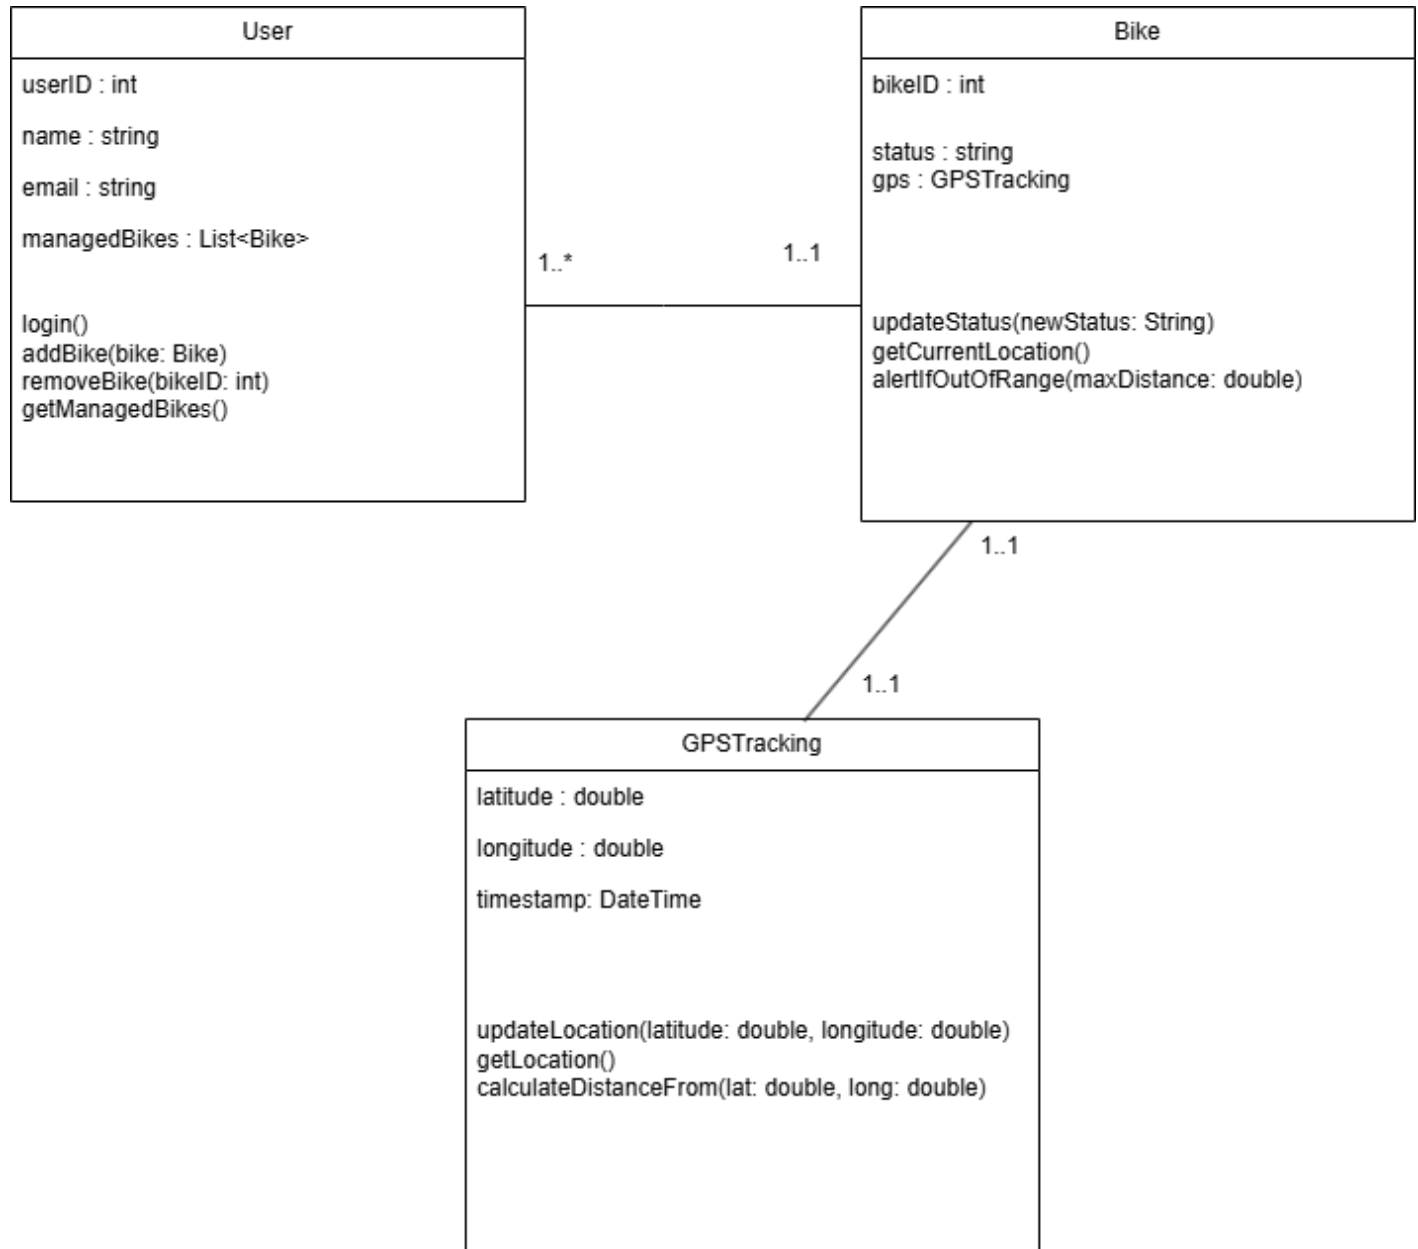 User
userID : int
name : string
email : string
managedBikes : List<Bike>
login()
addBike(bike: Bike)
removeBike(bikeID: int)
getManagedBikes()
1..*
1..1
Bike
bikeID : int
status : string
gps : GPSTracking
updateStatus(newStatus: String)
getCurrentLocation()
alertIfOutOfRange(maxDistance: double)
1..1
1..1
GPSTracking
latitude : double
longitude : double
timestamp: DateTime
updateLocation(latitude: double, longitude: double)
getLocation()
calculateDistanceFrom(lat: double, long: double)